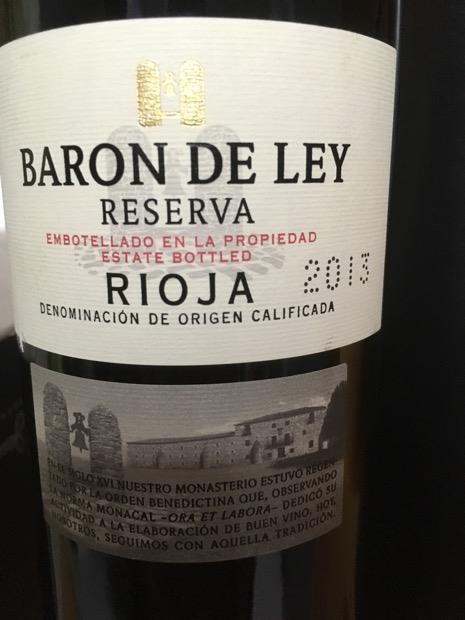 BARON DE LEY
RESERVA
EMBOTELLADO EN LA PROPIEDAD
ESTATE BOTTLED
RIOJA 2013
DENOMINACIÓN DE ORIGEN CALIFICADA
EN EL SIGLO XVI NUESTRO MONASTERIO ESTUVO REGEN-
TADO POR LA ORDEN BENEDICTINA QUE, OBSERVANDO
LA NORMA MONACAL -ORA ET LABORA- DEDICÓ SU
ACTIVIDAD A LA ELABORACIÓN DE BUEN VINO. HOY,
NOSOTROS, SEGUIMOS CON AQUELLA TRADICIÓN.